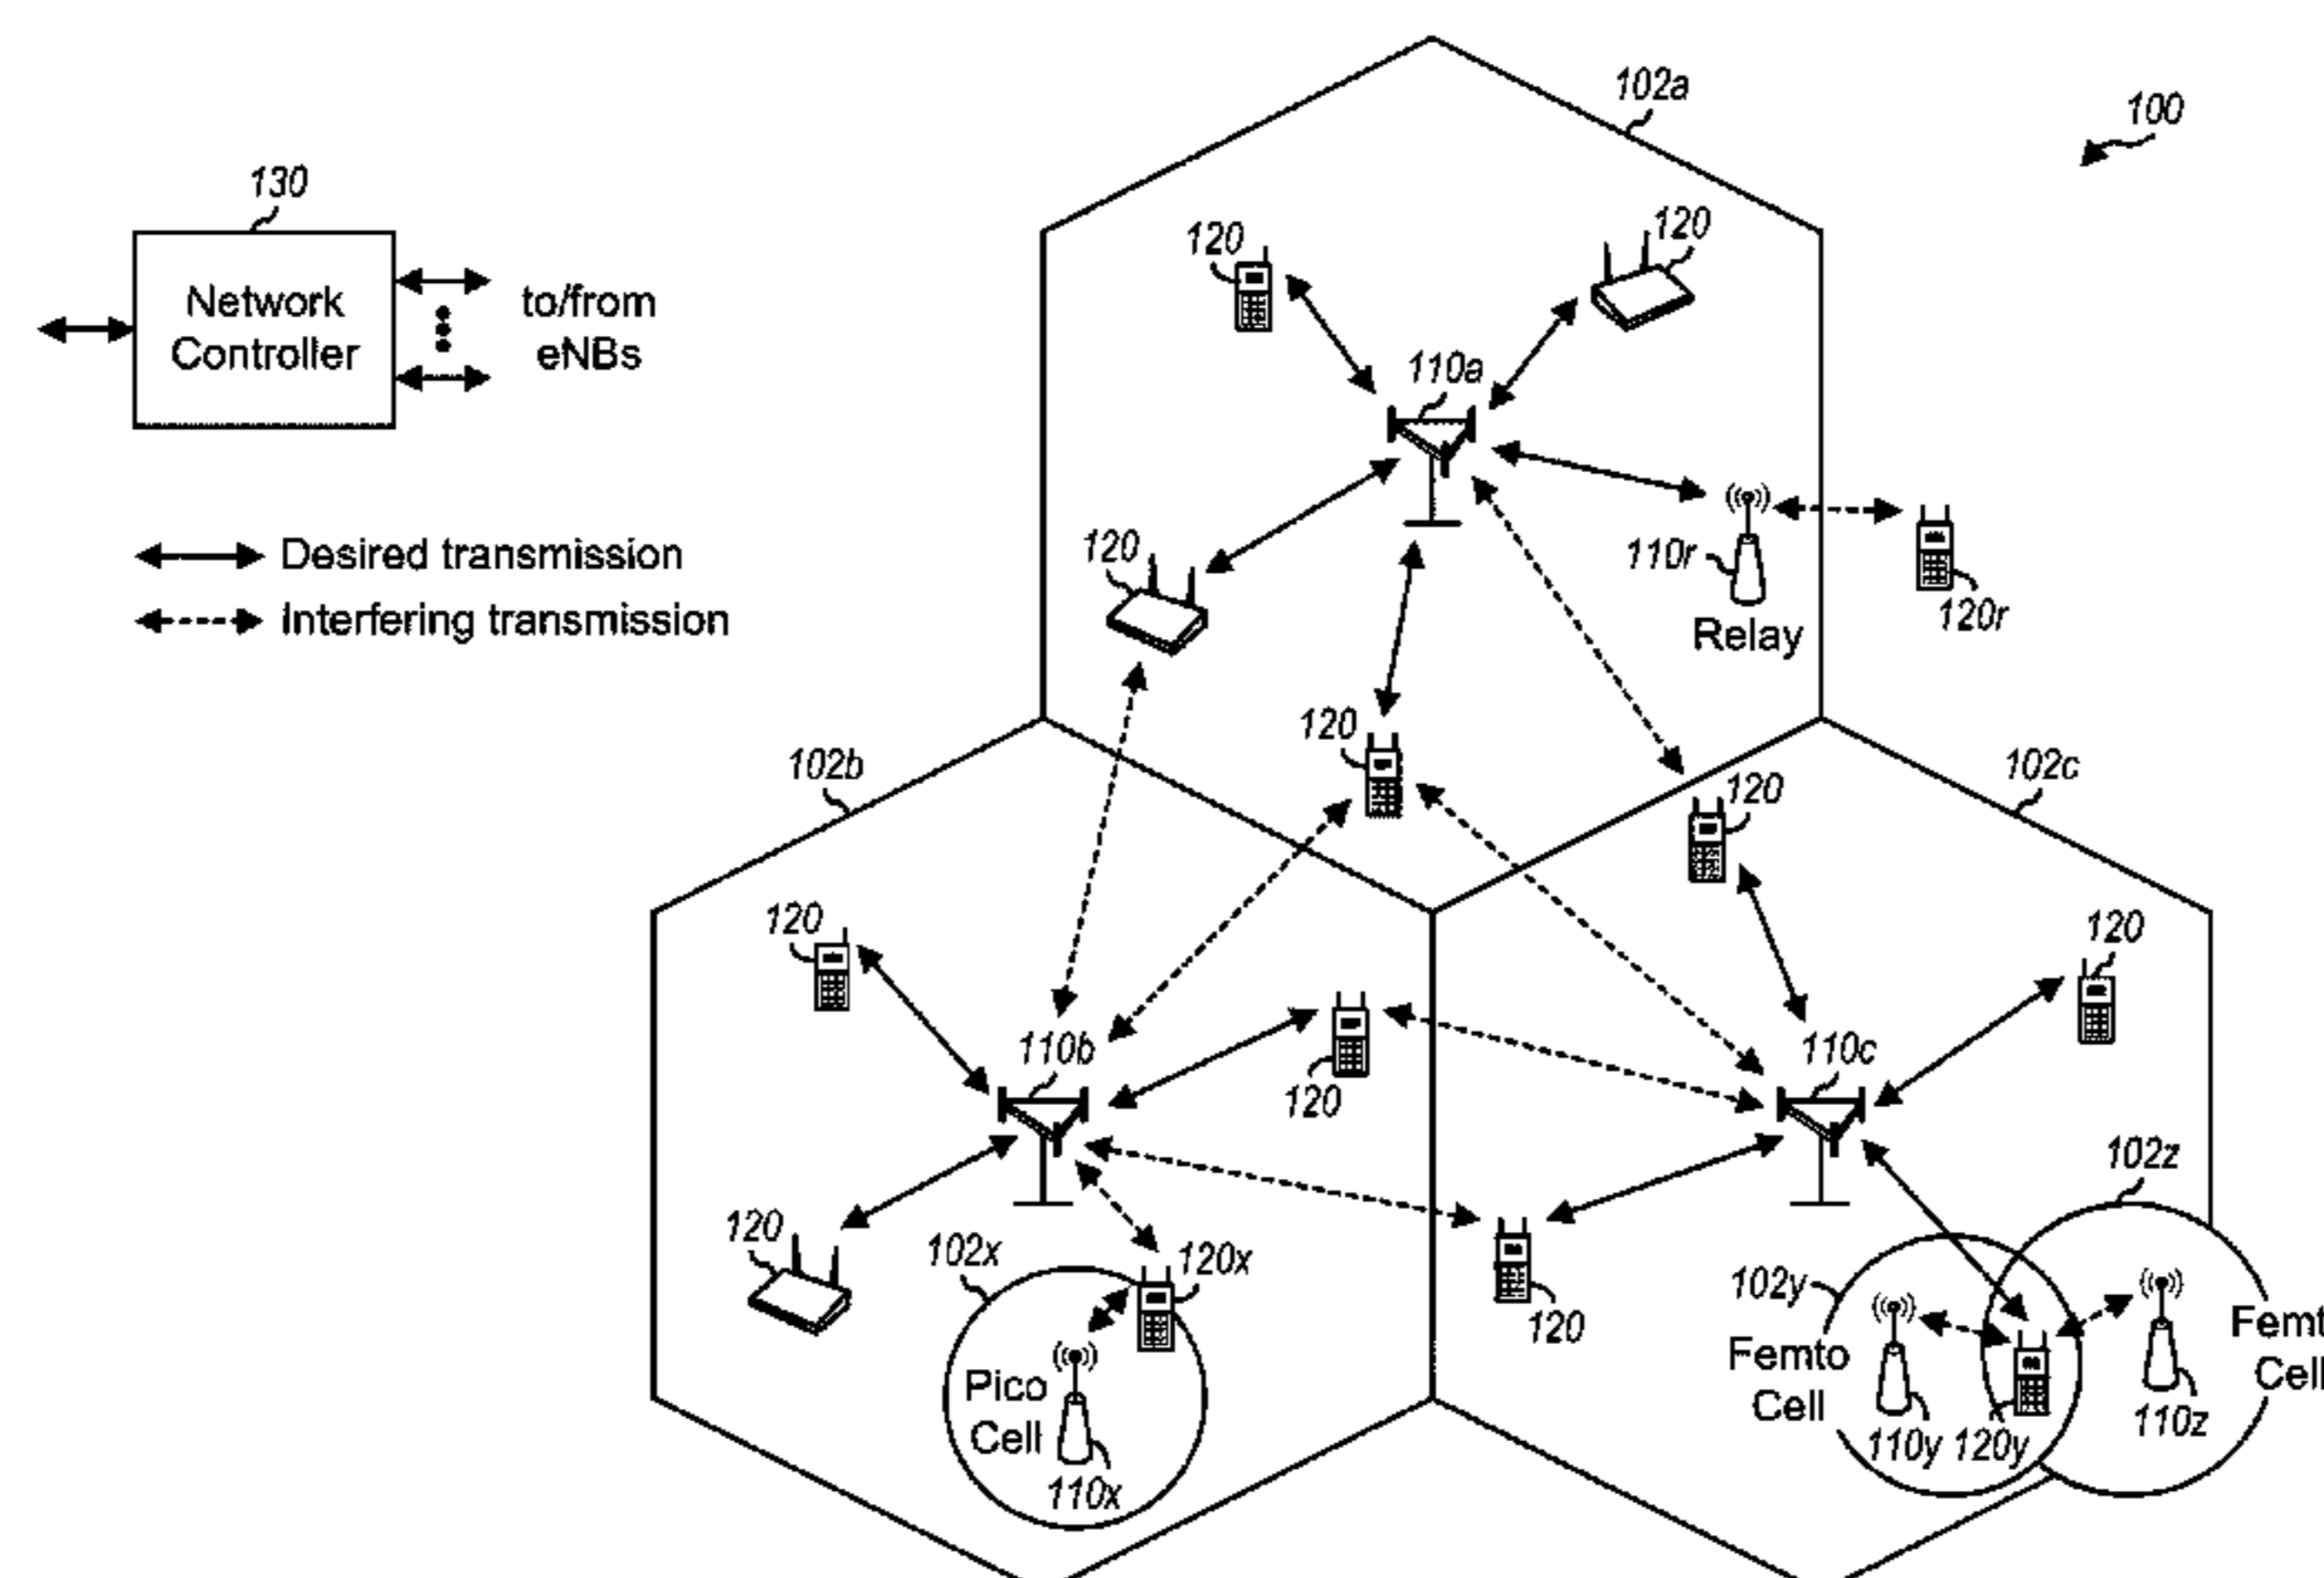 102a
100
130
120
120
Network
Controller
to/from
eNBs
110a
Desired transmission
Interfering transmission
120
110r
Relay
120r
120
102b
102c
120
120
120
110b
120
110c
102z
120
102x
120x
120
102y
Femto
Cell
Pico
Cell
110x
110y
120y
110z
Femt
Cell